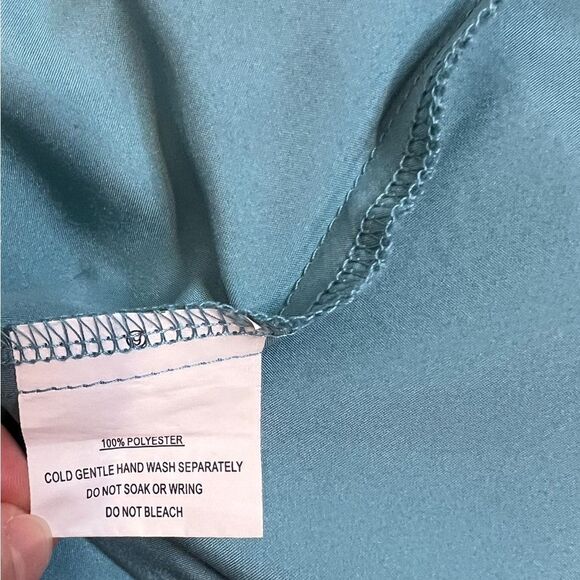 100% POLYESTER
COLD GENTLE HAND WASH SEPARATELY
DO NOT SOAK OR WRING
DO NOT BLEACH